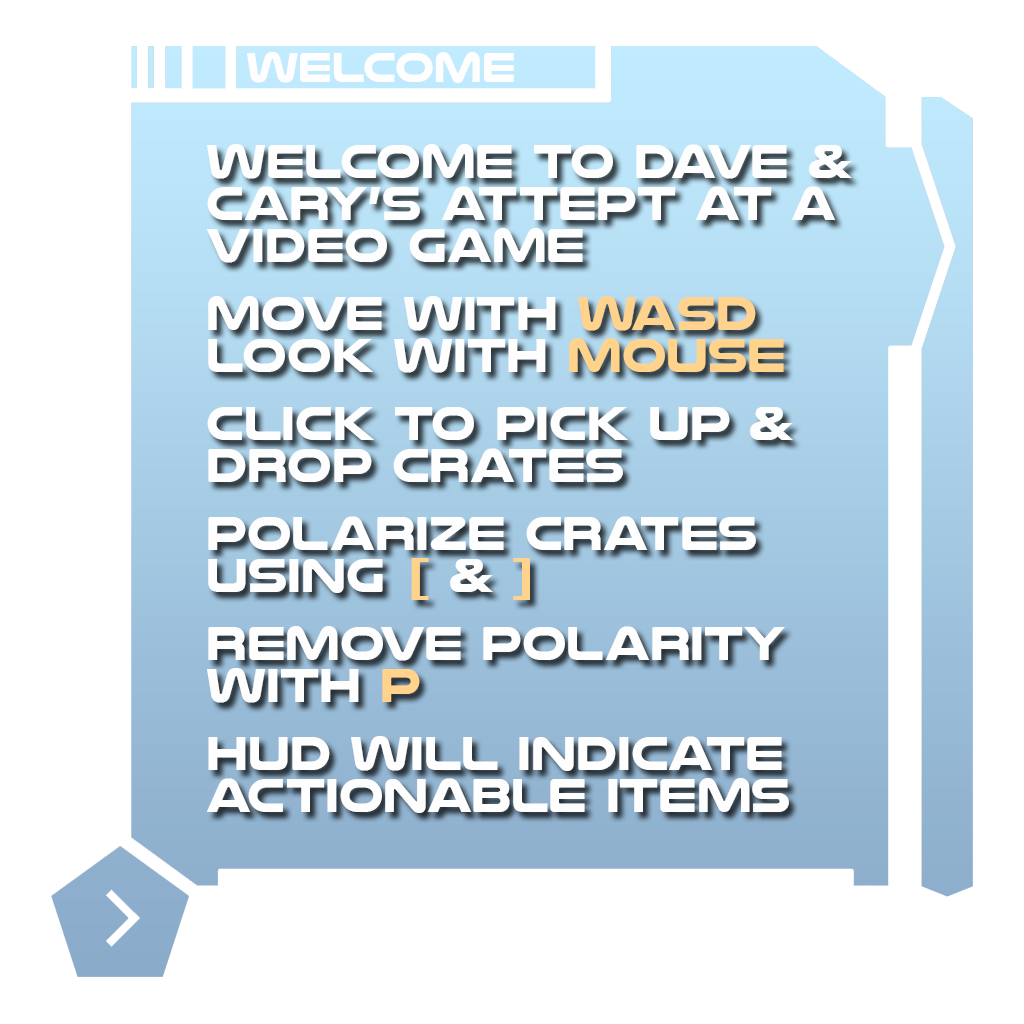 WELCOME
WELCOME TO DAVE &
CARY'S ATTEPT AT A
VIDEO GAME
MOVE WITH WASD
LOOK WITH MOUSE
CLICK TO PICK UP &
DROP CRATES
POLARIZE CRATES
USING [ & ]
REMOVE POLARITY
WITH P
HUD WILL INDICATE
ACTIONABLE ITEMS